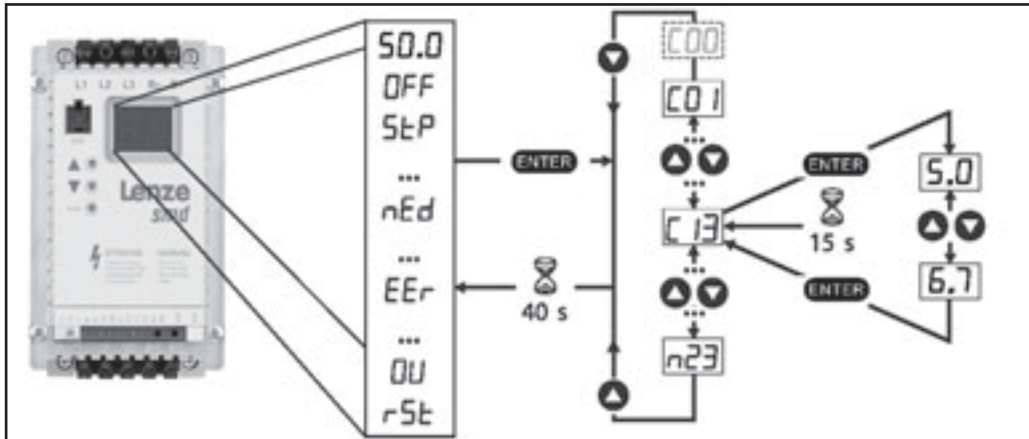 L1 L2 L3
Lenze
smd
50.0
OFF
StP
...
nEd
...
EEr
...
OU
rSt
ENTER
40 s
C00
C01
...
...
C13
...
...
n23
ENTER
15 s
ENTER
5.0
6.7